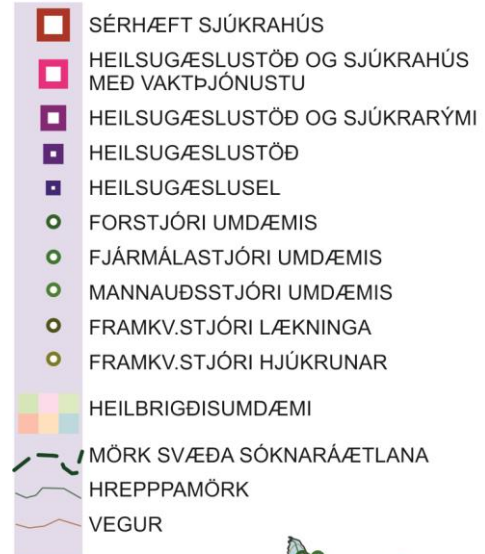 SÉRHÆFT SJÚKRAHÚS
HEILSUGÆSLUSTÖÐ OG SJÚKRAHÚS
MEÐ VAKTÞJÓNUSTU
HEILSUGÆSLUSTÖÐ OG SJÚKRARÝMI
HEILSUGÆSLUSTÖÐ
HEILSUGÆSLUSEL
FORSTJÓRI UMDÆMIS
FJÁRMÁLASTJÓRI UMDÆMIS
MANNAUÐSSTJÓRI UMDÆMIS
FRAMKV.STJÓRI LÆKNINGA
FRAMKV.STJÓRI HJÚKRUNAR
HEILBRIGÐISUMDÆMI
MÖRK SVÆÐA SÓKNARÁÆTLANA
HREPPPAMÖRK
VEGUR